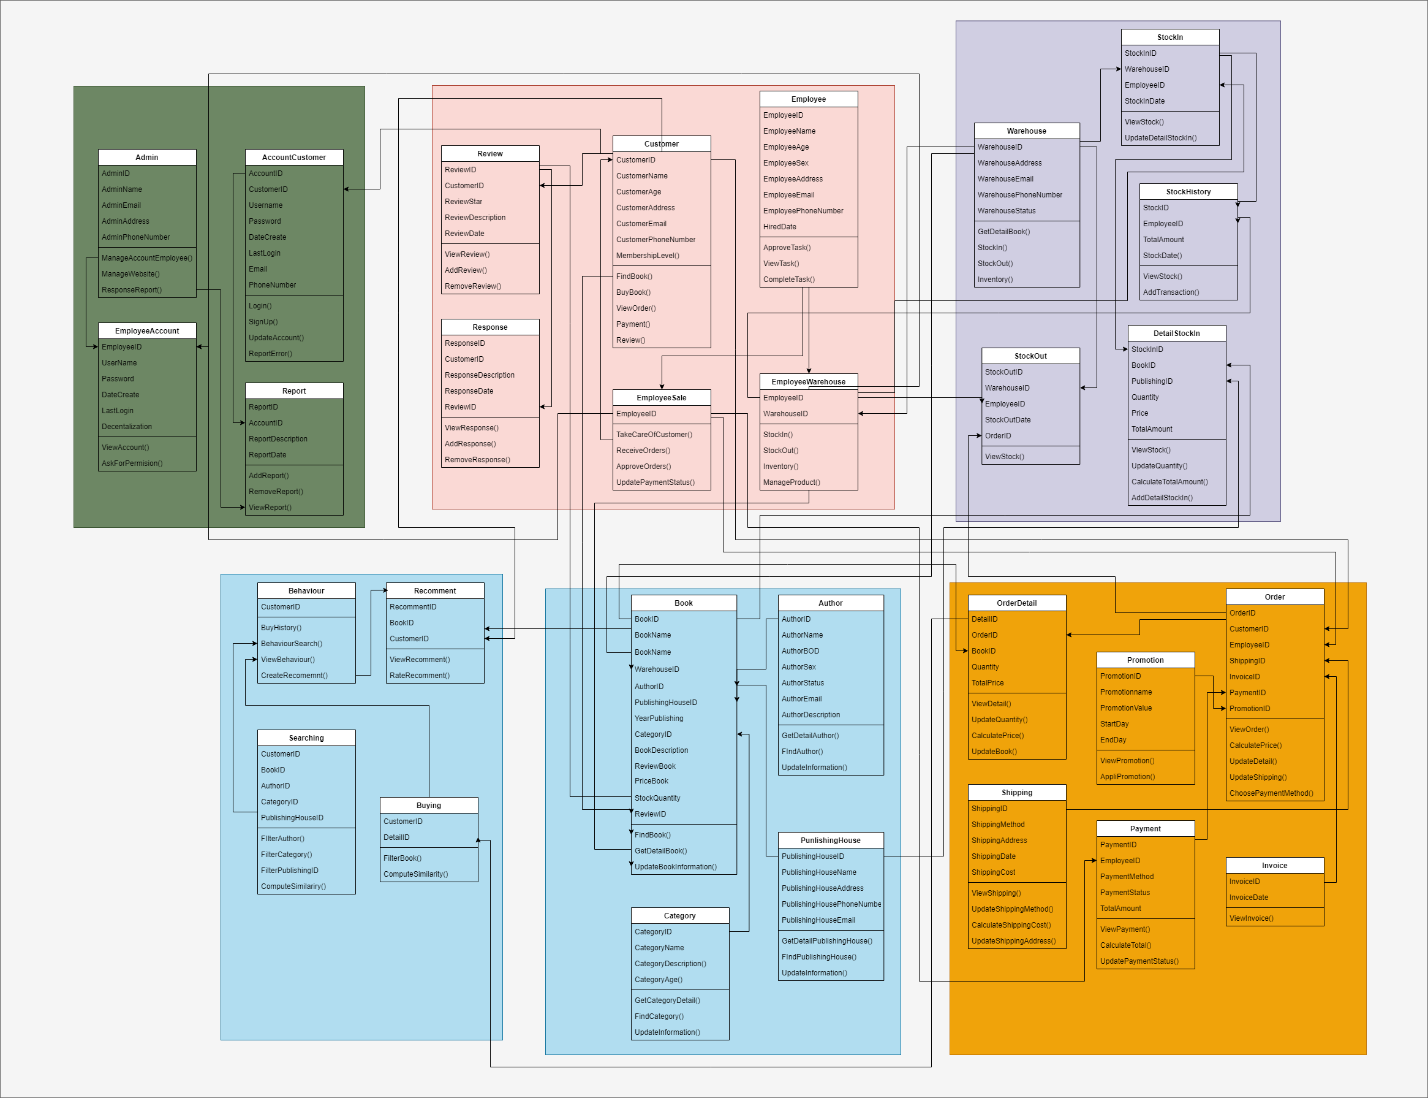 Admin
AdminID
AdminName
AdminEmail
AdminAddress
AdminPhoneNumber
ManageAccountEmployee()
ManageWebsite()
ResponseReport()
EmployeeAccount
EmployeeID
UserName
Password
DateCreate
LastLogin
Decentalization
ViewAccount()
AskForPermision()
AccountCustomer
AccountID
CustomerID
Username
Password
DateCreate
LastLogin
Email
PhoneNumber
Login()
SignUp()
UpdateAccount()
ReportError()
Report
ReportID
AccountID
ReportDescription
ReportDate
AddReport()
RemoveReport()
ViewReport()
Review
ReviewID
CustomerID
ReviewStar
ReviewDescription
ReviewDate
ViewReview()
AddReview()
RemoveReview()
Response
ResponseID
CustomerID
ResponseDescription
ResponseDate
ReviewID
ViewResponse()
AddResponse()
RemoveResponse()
Customer
CustomerID
CustomerName
CustomerAge
CustomerAddress
CustomerEmail
CustomerPhoneNumber
MembershipLevel()
FindBook()
BuyBook()
ViewOrder()
Payment()
Review()
EmployeeSale
EmployeeID
TakeCareOfCustomer()
ReceiveOrders()
ApproveOrders()
UpdatePaymentStatus()
Employee
EmployeeID
EmployeeName
EmployeeAge
EmployeeSex
EmployeeAddress
EmployeeEmail
EmployeePhoneNumber
HiredDate
ApproveTask()
ViewTask()
CompleteTask()
EmployeeWarehouse
EmployeeID
WarehouseID
StockIn()
StockOut()
Inventory()
ManageProduct()
Warehouse
WarehouseID
WarehouseAddress
WarehouseEmail
WarehousePhoneNumber
WarehouseStatus
GetDetailBook()
StockIn()
StockOut()
Inventory()
StockOut
StockOutID
WarehouseID
EmployeeID
StockOutDate
OrderID
ViewStock()
StockIn
StockInID
WarehouseID
EmployeeID
StockInDate
ViewStock()
UpdateDetailStockIn()
StockHistory
StockID
EmployeeID
TotalAmount
StockDate()
ViewStock()
AddTransaction()
DetailStockIn
StockInID
BookID
PublishingID
Quantity
Price
TotalAmount
ViewStock()
UpdateQuantity()
CalculateTotalAmount()
AddDetailStockIn()
Behaviour
CustomerID
BuyHistory()
BehaviourSearch()
ViewBehaviour()
CreateRecomemnt()
Recomment
RecommentID
BookID
CustomerID
ViewRecomment()
RateRecomment()
Searching
CustomerID
BookID
AuthorID
CategoryID
PublishingHouseID
FilterAuthor()
FilterCategory()
FilterPublishingID
ComputeSimilariry()
Buying
CustomerID
DetailID
FilterBook()
ComputeSimilarity()
Book
BookID
BookName
BookName
WarehouseID
AuthorID
PublishingHouseID
YearPublishing
CategoryID
BookDescription
ReviewBook
PriceBook
StockQuantity
ReviewID
FindBook()
GetDetailBook()
UpdateBookInformation()
Category
CategoryID
CategoryName
CategoryDescription()
CategoryAge()
GetCategoryDetail()
FindCategory()
UpdateInformation()
Author
AuthorID
AuthorName
AuthorBOD
AuthorSex
AuthorStatus
AuthorEmail
AuthorDescription
GetDetailAuthor()
FindAuthor()
UpdateInformation()
PunlishingHouse
PublishingHouseID
PublishingHouseName
PublishingHouseAddress
PublishingHousePhoneNumbe
PublishingHouseEmail
GetDetailPublishingHouse()
FindPublishingHouse()
UpdateInformation()
OrderDetail
DetailID
OrderID
BookID
Quantity
TotalPrice
ViewDetail()
UpdateQuantity()
CalculatePrice()
UpdateBook()
Shipping
ShippingID
ShippingMethod
ShippingAddress
ShippingDate
ShippingCost
ViewShipping()
UpdateShippingMethod()
CalculateShippingCost()
UpdateShippingAddress()
Promotion
PromotionID
Promotionname
PromotionValue
StartDay
EndDay
ViewPromotion()
AppliPromotion()
Payment
PaymentID
EmployeeID
PaymentMethod
PaymentStatus
TotalAmount
ViewPayment()
CalculateTotal()
UpdatePaymentStatus()
Order
OrderID
CustomerID
EmployeeID
ShippingID
InvoiceID
PaymentID
PromotionID
ViewOrder()
CalculatePrice()
UpdateDetail()
UpdateShipping()
ChoosePaymentMethod()
Invoice
InvoiceID
InvoiceDate
ViewInvoice()